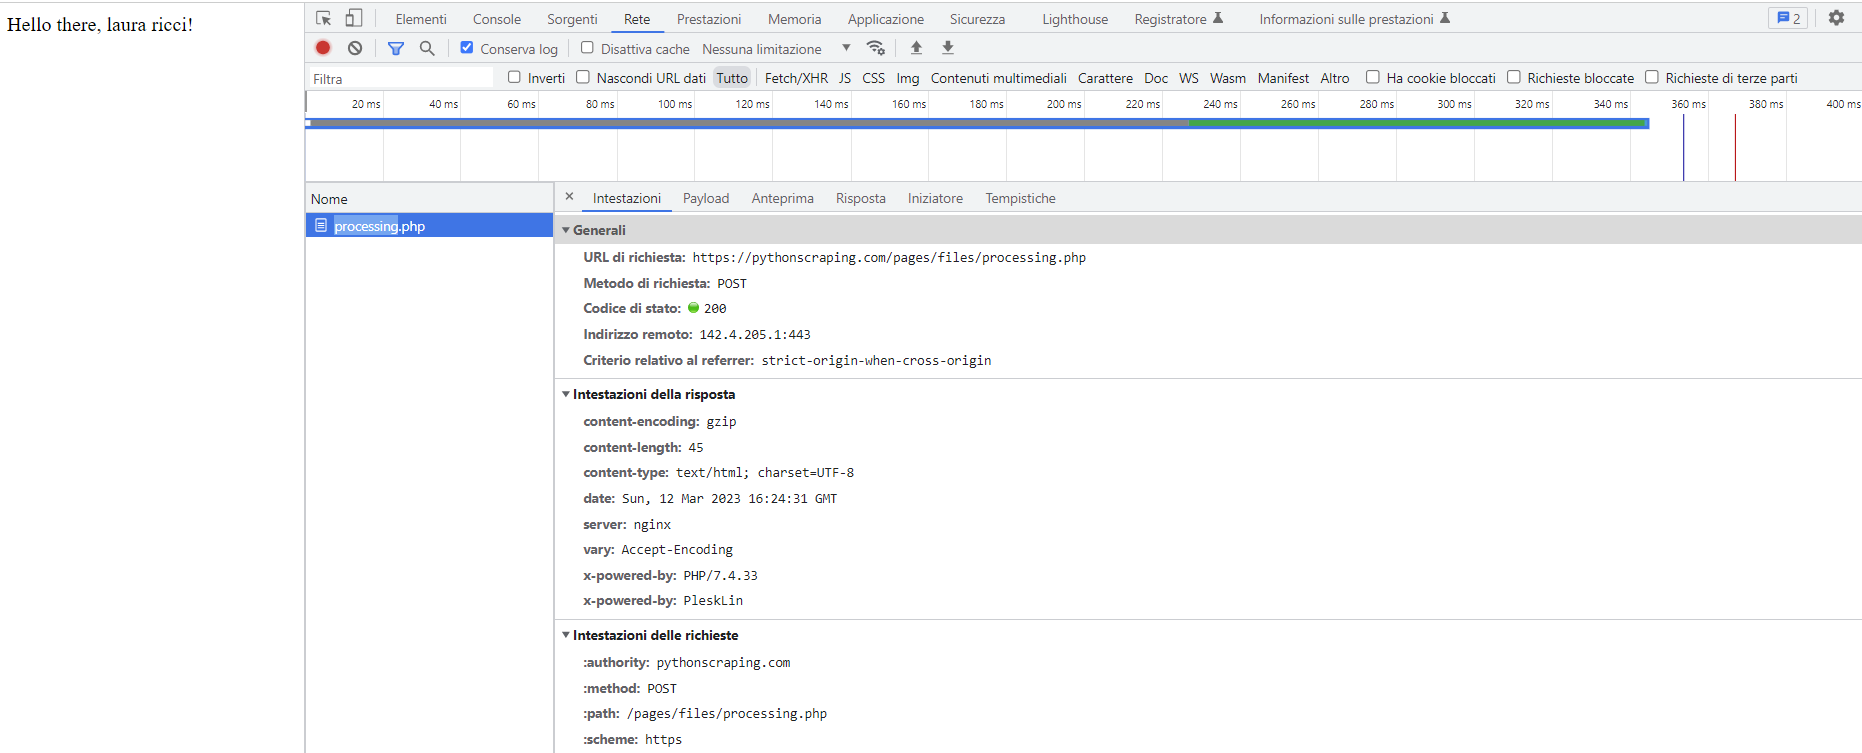 Hello there, laura ricci!
Elementi Console Sorgenti Rete Prestazioni Memoria Applicazione Sicurezza Lighthouse Registratore Informazioni sulle prestazioni 2
Conserva log Disattiva cache Nessuna limitazione
Filtra Inverti Nascondi URL dati Tutto Fetch/XHR JS CSS Img Contenuti multimediali Carattere Doc WS Wasm Manifest Altro Ha cookie bloccati Richieste bloccate Richieste di terze parti
20 ms 40 ms 60 ms 80 ms 100 ms 120 ms 140 ms 160 ms 180 ms 200 ms 220 ms 240 ms 260 ms 280 ms 300 ms 320 ms 340 ms 360 ms 380 ms 400 ms
Nome
processing.php
× Intestazioni Payload Anteprima Risposta Iniziatore Tempistiche
Generali
URL di richiesta: https://pythonscraping.com/pages/files/processing.php
Metodo di richiesta: POST
Codice di stato: 200
Indirizzo remoto: 142.4.205.1:443
Criterio relativo al referrer: strict-origin-when-cross-origin
Intestazioni della risposta
content-encoding: gzip
content-length: 45
content-type: text/html; charset=UTF-8
date: Sun, 12 Mar 2023 16:24:31 GMT
server: nginx
vary: Accept-Encoding
x-powered-by: PHP/7.4.33
x-powered-by: PleskLin
Intestazioni delle richieste
:authority: pythonscraping.com
:method: POST
:path: /pages/files/processing.php
:scheme: https